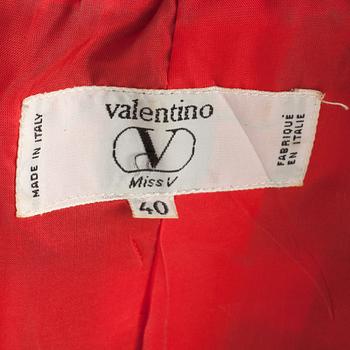 valentino
V
Miss V
40
MADE IN ITALY
FABRIQUÉ
EN ITALIE